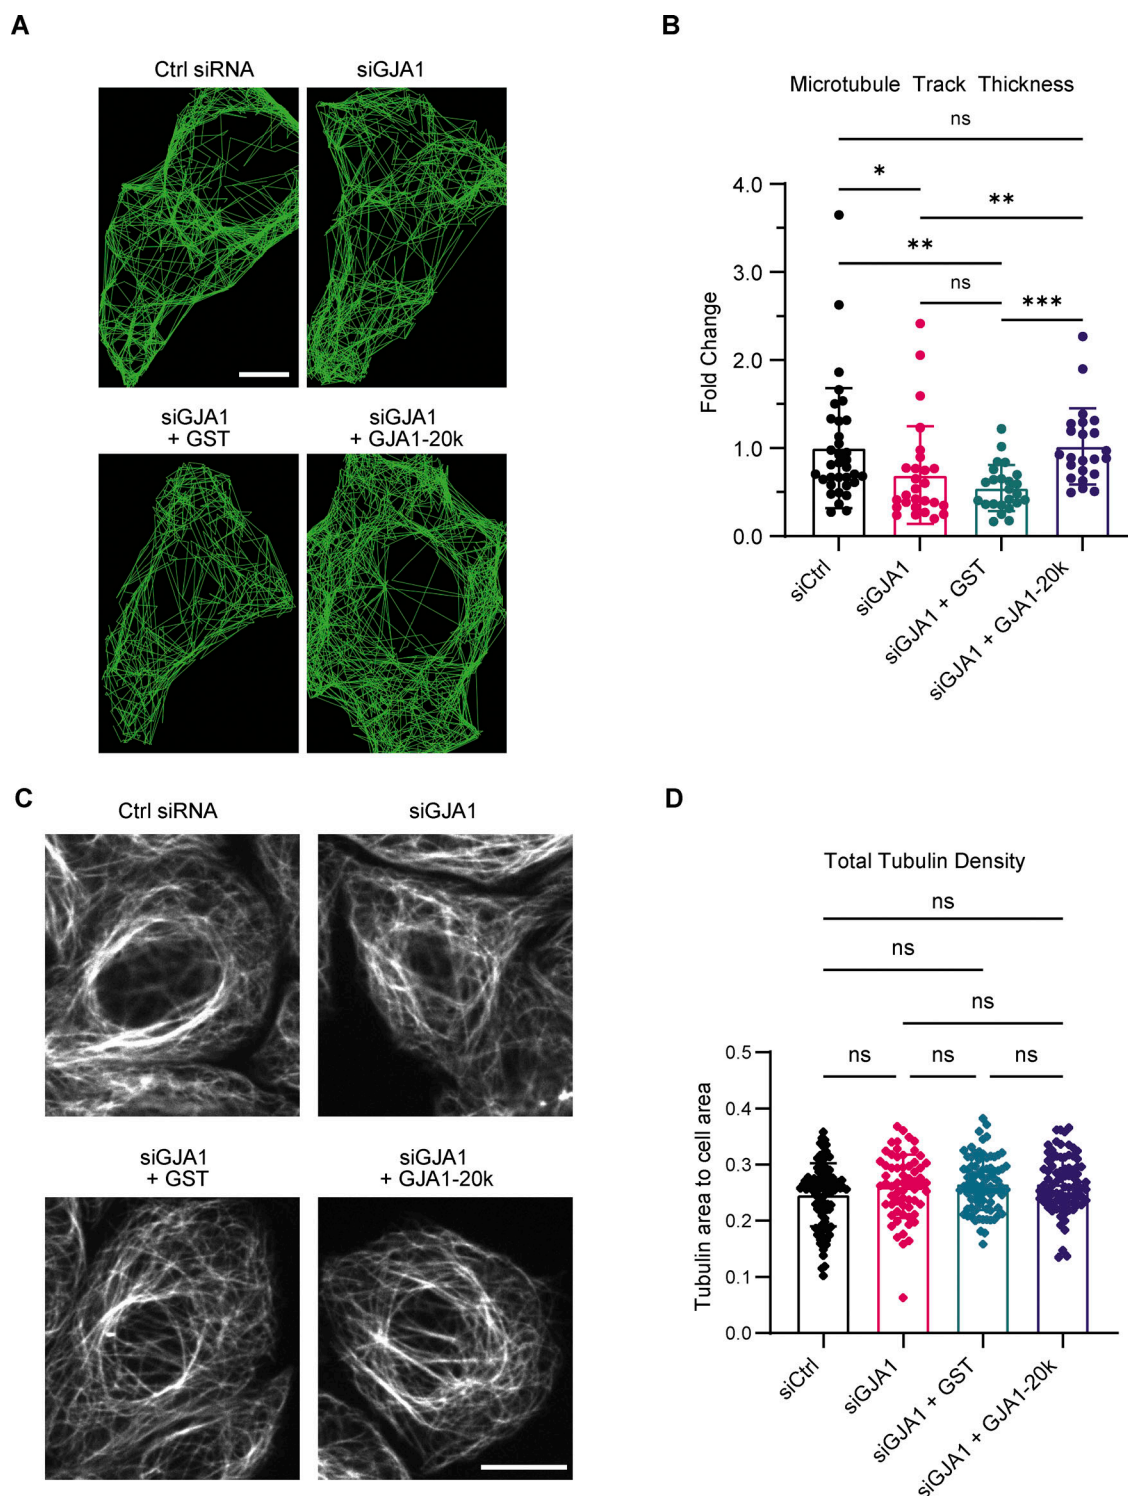 A
Ctrl siRNA
siGJA1
siGJA1
+ GST
siGJA1
+ GJA1-20k
B
Microtubule Track Thickness
ns
*
**
**
ns
***
Fold Change
4.0
3.0
2.0
1.0
0.0
siCtrl
siGJA1
siGJA1 + GST
siGJA1 + GJA1-20k
C
Ctrl siRNA
siGJA1
siGJA1
+ GST
siGJA1
+ GJA1-20k
D
Total Tubulin Density
ns
ns
ns
ns
ns
ns
Tubulin area to cell area
0.5
0.4
0.3
0.2
0.1
0.0
siCtrl
siGJA1
siGJA1 + GST
siGJA1 + GJA1-20k